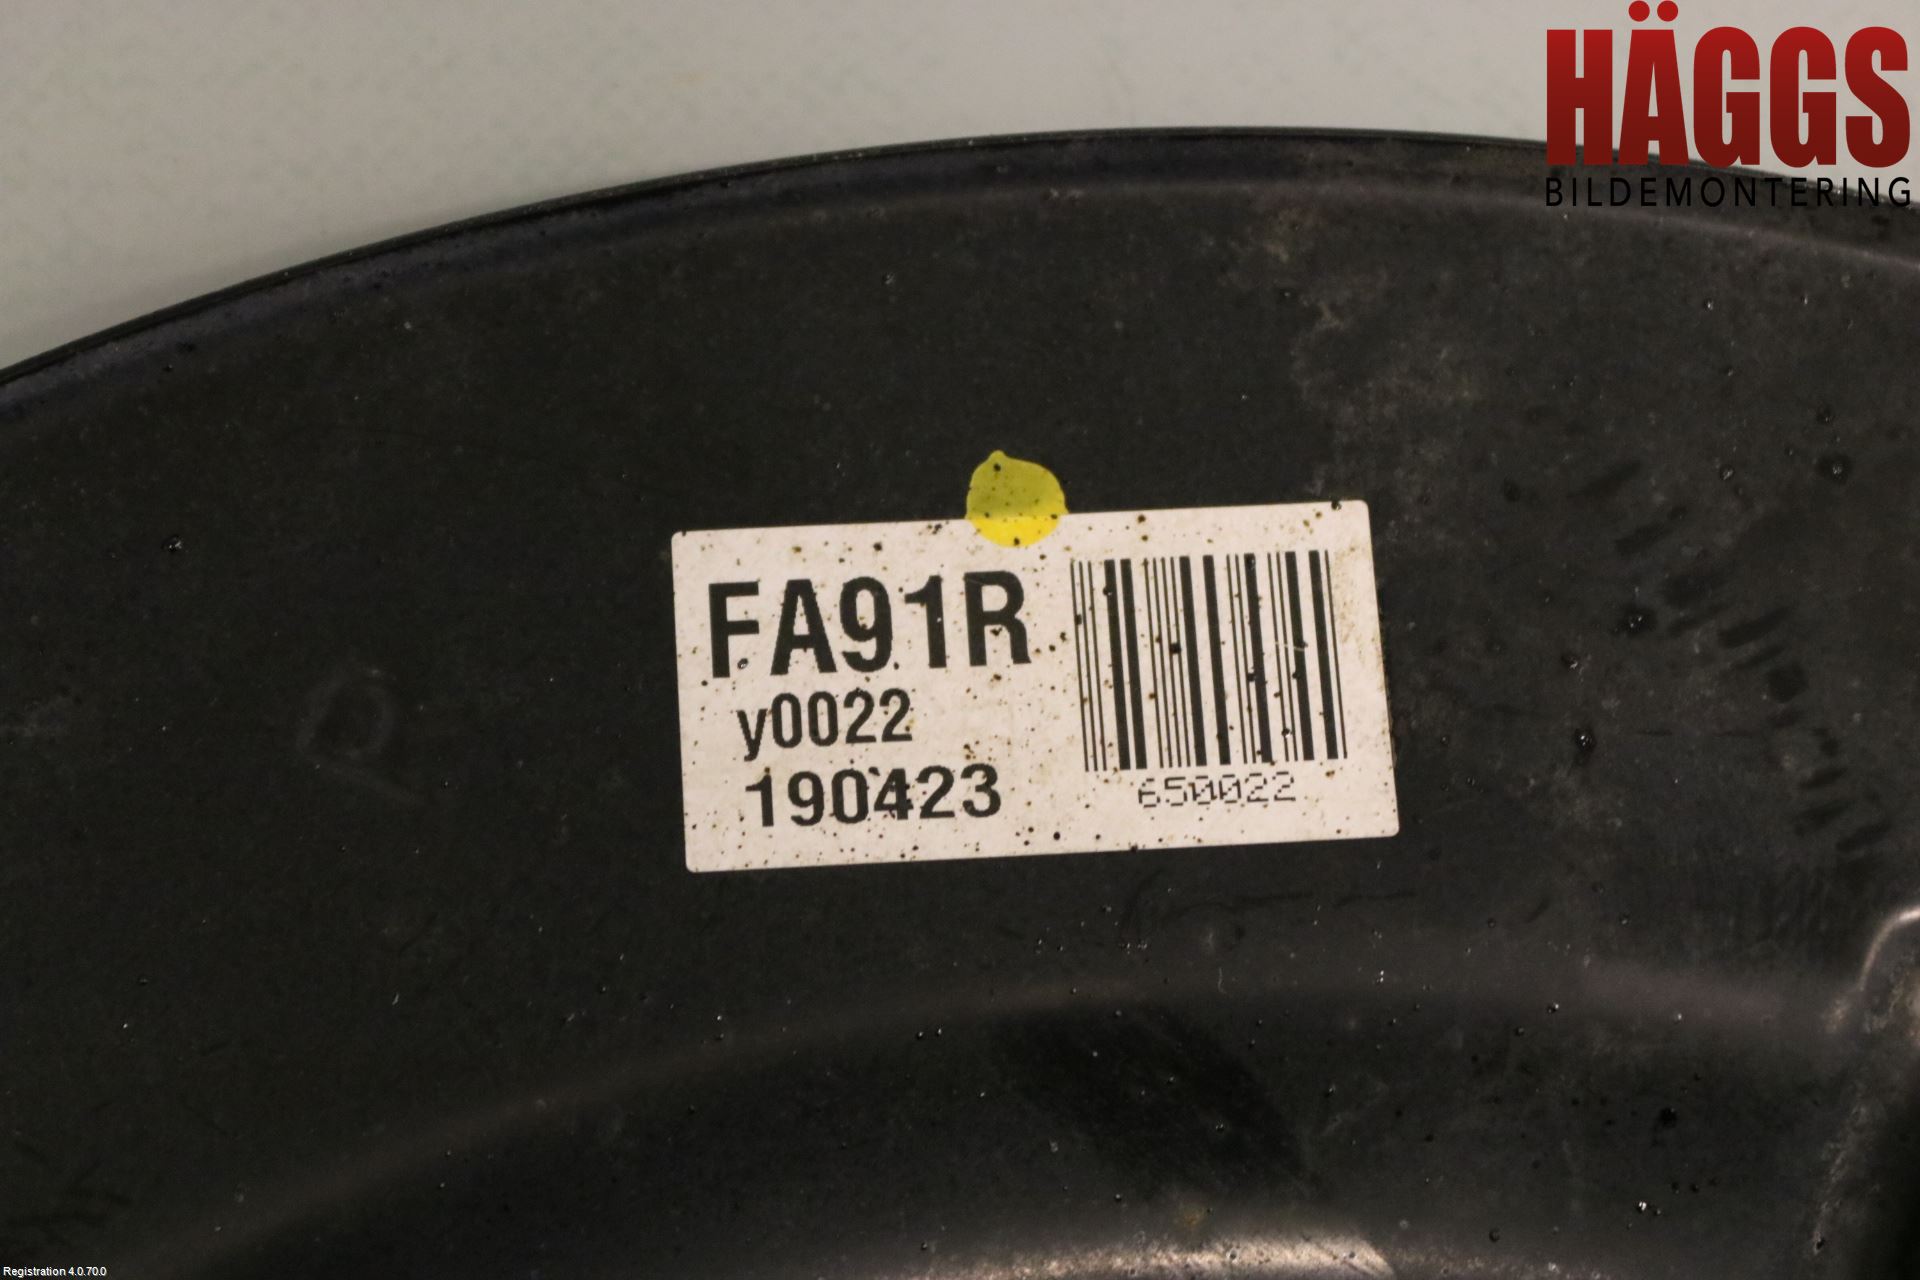 HÄGGS
BILDEMONTERING
FA91R
y0022
190423
650022
Registration 4.0.70.0